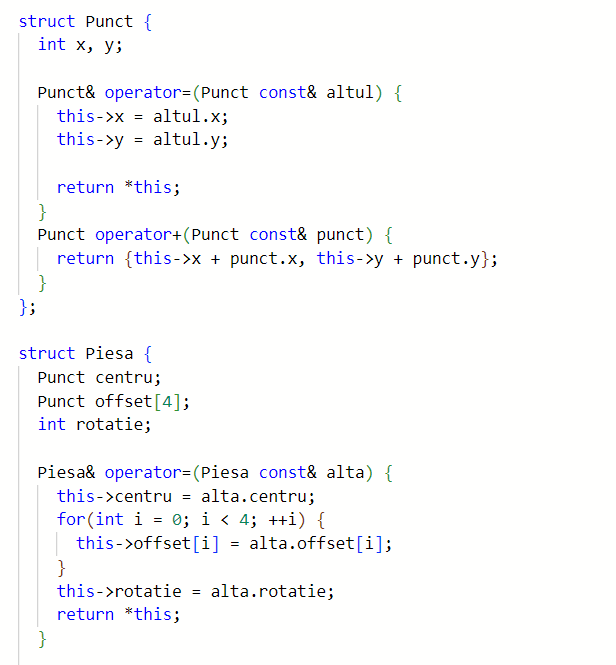 struct Punct {
int x, y;
Punct& operator=(Punct const& altul) {
this->x = altul.x;
this->y = altul.y;
return *this;
}
Punct operator+(Punct const& punct) {
return {this->x + punct.x, this->y + punct.y};
}
};
struct Piesa {
Punct centru;
Punct offset[4];
int rotatie;
Piesa& operator=(Piesa const& alta) {
this->centru = alta.centru;
for(int i = 0; i < 4; ++i) {
this->offset[i] = alta.offset[i];
}
this->rotatie = alta.rotatie;
return *this;
}